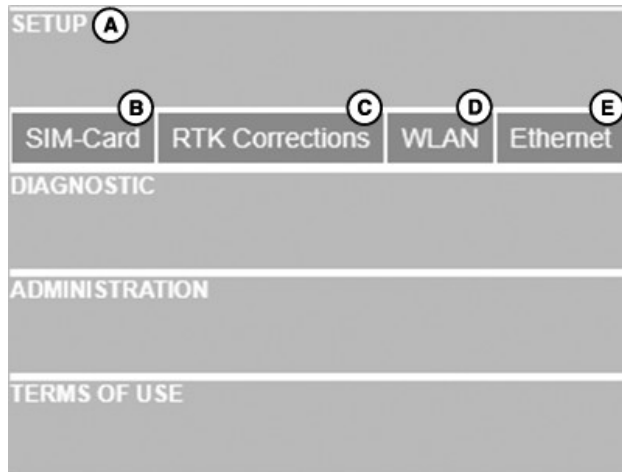 SETUP A
B C D E
SIM-Card RTK Corrections WLAN Ethernet
DIAGNOSTIC
ADMINISTRATION
TERMS OF USE